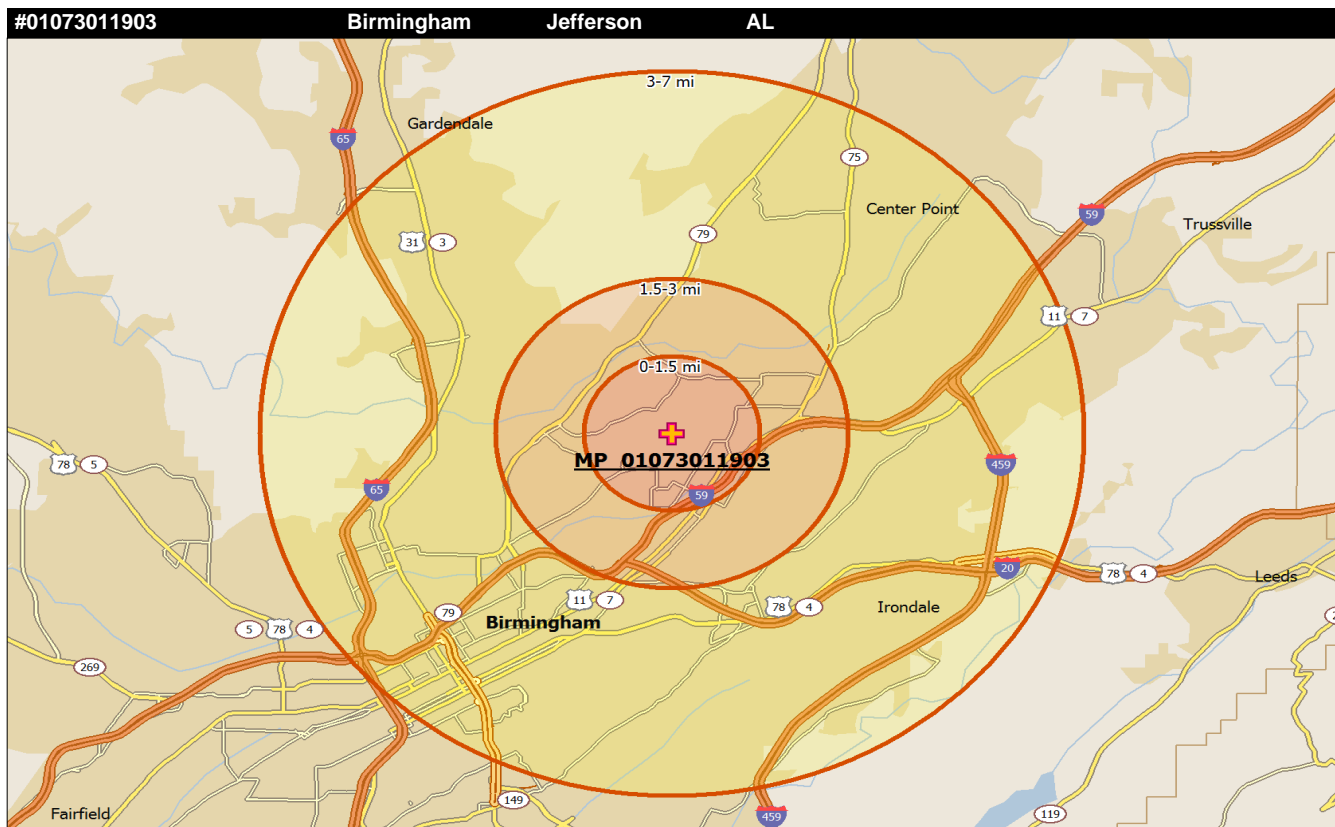 #01073011903 Birmingham Jefferson AL
3-7 mi
Gardendale
65
75
Center Point
59
Trussville
79
31 3
1.5-3 mi
11 7
0-1.5 mi
MP 01073011903
78 5
459
65
59
20
78 4
Leeds
11 7
78 4
Irondale
79
Birmingham
5 78 4
2
269
149
Fairfield
459
119